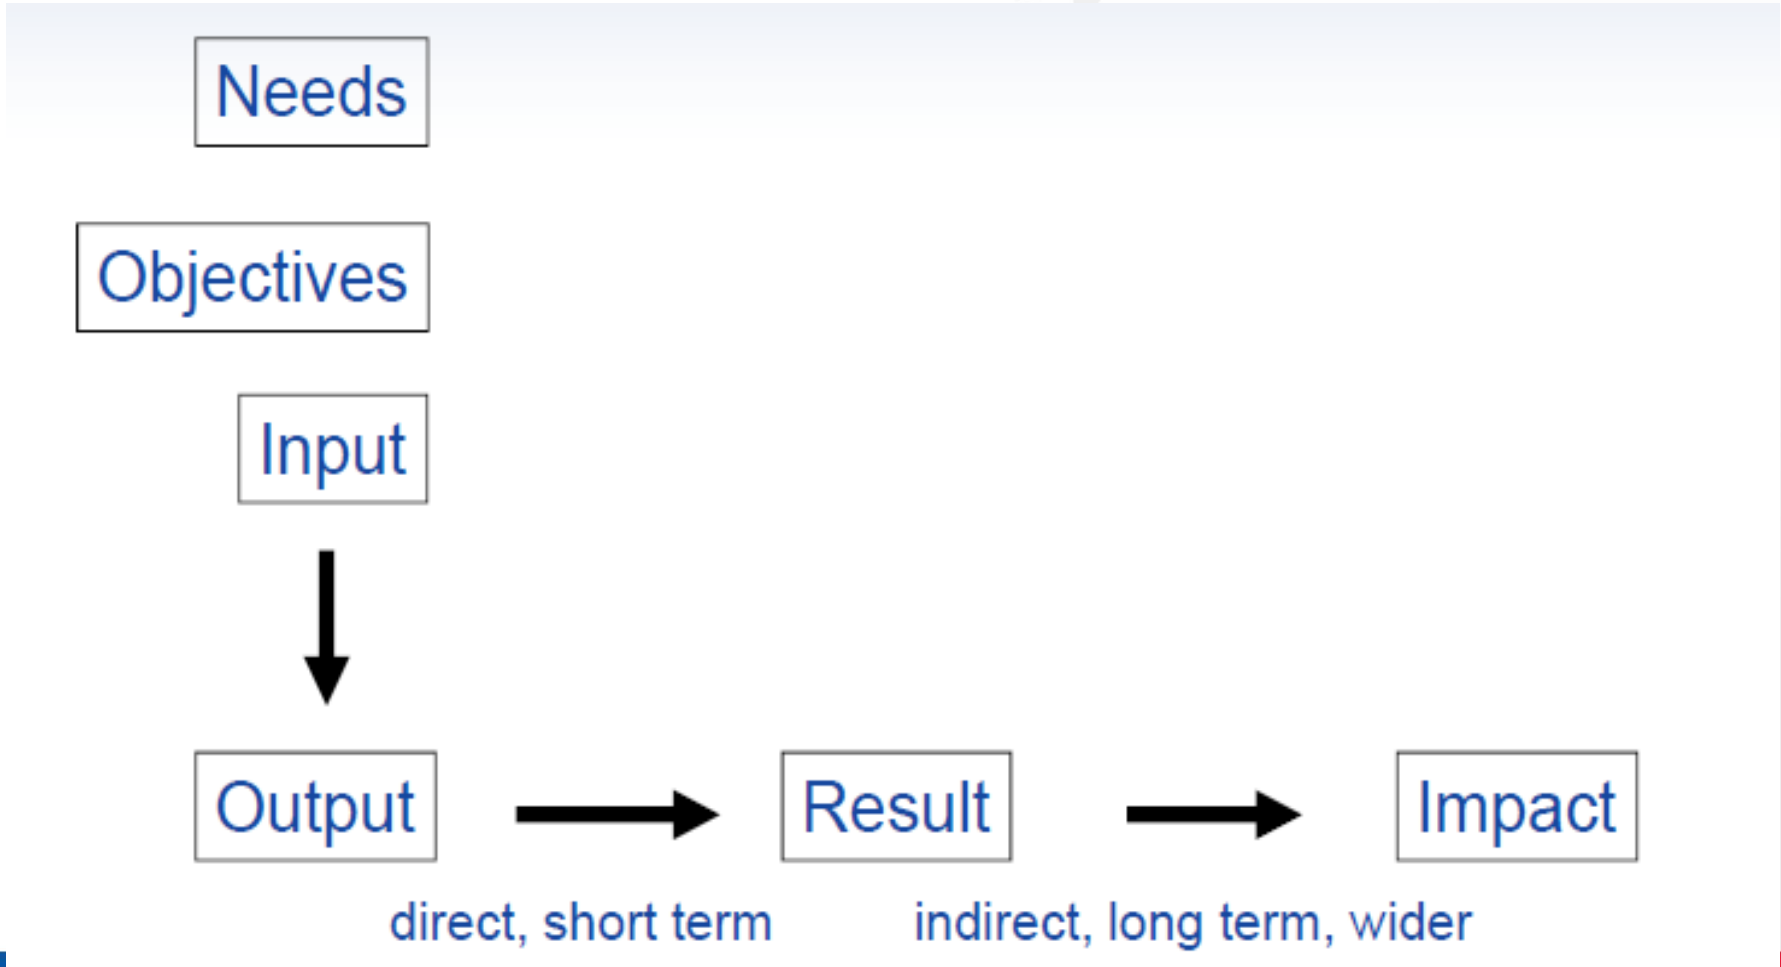 Needs
Objectives
Input
Output
Result
Impact
direct, short term
indirect, long term, wider